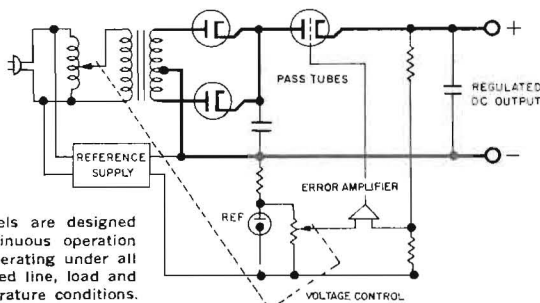 +
PASS TUBES
REGULATED
DC OUTPUT
−
REFERENCE
SUPPLY
ERROR AMPLIFIER
REF
els are designed
inuous operation
erating under all
ed line, load and
rature conditions.
VOLTAGE CONTROL